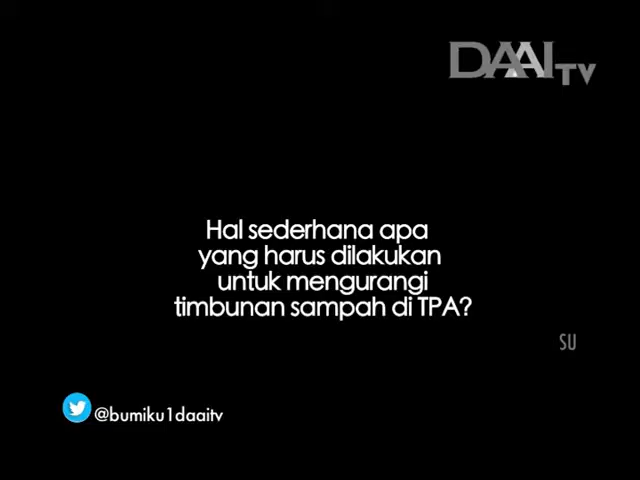 DAAI TV
Hal sederhana apa
yang harus dilakukan
untuk mengurangi
timbunan sampah di TPA?
SU
@bumiku1daaitv